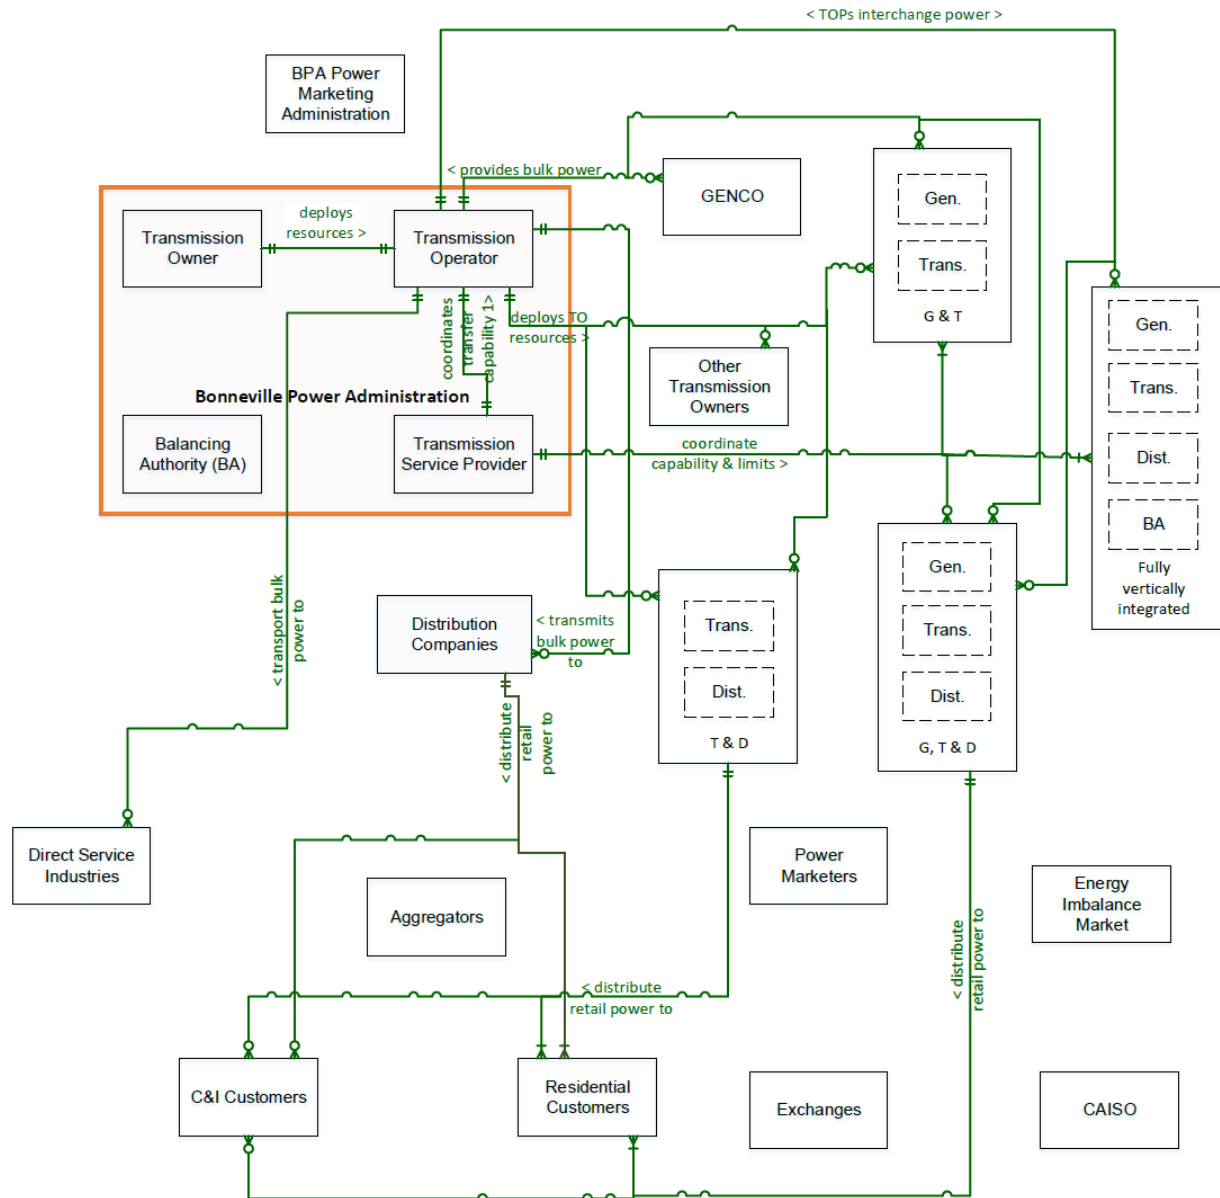 < TOPs interchange power >
BPA Power
Marketing
Administration
< provides bulk power
GENCO
Gen.
Trans.
G & T
deploys
resources >
Transmission
Owner
Transmission
Operator
coordinates
transfer
capability 1>
deploys TO
resources >
Other
Transmission
Owners
Gen.
Trans.
Dist.
BA
Fully
vertically
integrated
Bonneville Power Administration
Balancing
Authority (BA)
Transmission
Service Provider
coordinate
capability & limits >
< transport bulk
power to
Distribution
Companies
< transmits
bulk power
to
Trans.
Dist.
T & D
Gen.
Trans.
Dist.
G, T & D
< distribute
retail
power to
Direct Service
Industries
Aggregators
Power
Marketers
Energy
Imbalance
Market
< distribute
retail power to
< distribute
retail power to
C&I Customers
Residential
Customers
Exchanges
CAISO